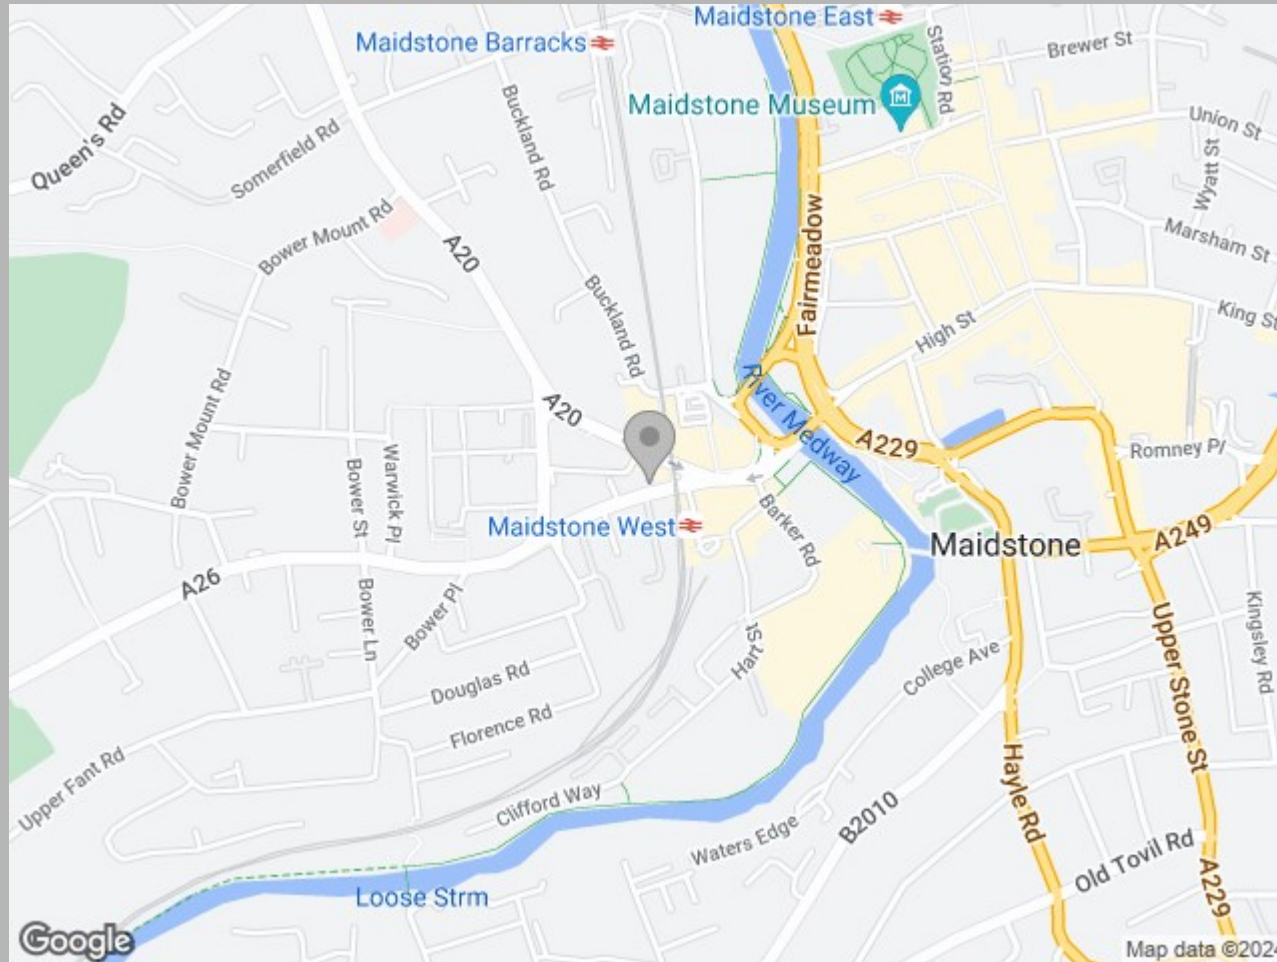 Maidstone East
Maidstone Barracks
Station Rd
Brewer St
Maidstone Museum
Queen's Rd
Somerfield Rd
Buckland Rd
Union St
Wyatt St
Bower Mount Rd
A20
Fairmeadow
Marsham St
Buckland Rd
High St
King St
River Medway
Bower Mount Rd
A20
A229
Romney Pl
Warwick Pl
Bower St
Maidstone West
Barker Rd
Maidstone
A249
A26
Bower Ln
Bower Pl
Hart St
Kingsley Rd
Upper Stone St
College Ave
Douglas Rd
Florence Rd
Upper Fant Rd
Clifford Way
Hayle Rd
Waters Edge
B2010
Old Tovil Rd
A229
Loose Strm
Google
Map data ©2024